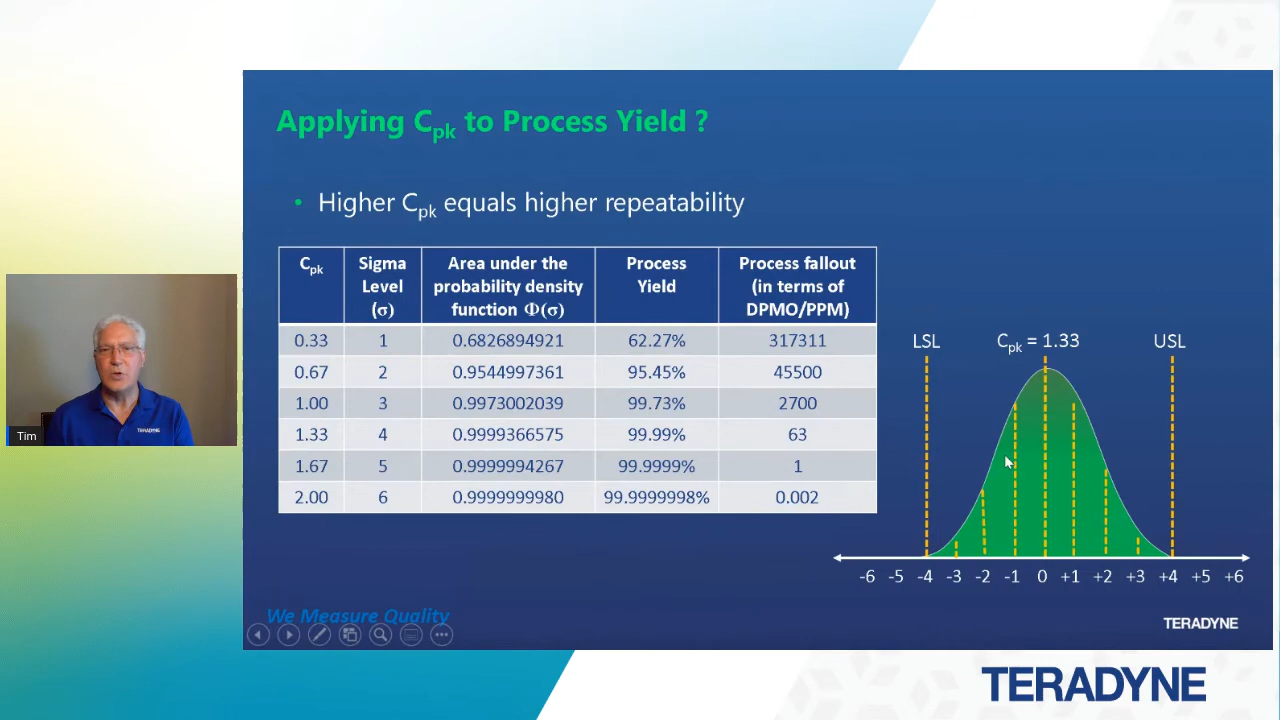 Applying Cpk to Process Yield ?
• Higher Cpk equals higher repeatability
Cpk Sigma Level (σ) Area under the probability density function Φ(σ) Process Yield Process fallout (in terms of DPMO/PPM)
0.33 1 0.6826894921 62.27% 317311
0.67 2 0.9544997361 95.45% 45500
1.00 3 0.9973002039 99.73% 2700
1.33 4 0.9999366575 99.99% 63
1.67 5 0.9999994267 99.9999% 1
2.00 6 0.9999999980 99.9999998% 0.002
LSL Cpk = 1.33 USL
-6 -5 -4 -3 -2 -1 0 +1 +2 +3 +4 +5 +6
Tim
TERADYNE
We Measure Quality
TERADYNE
TERADYNE